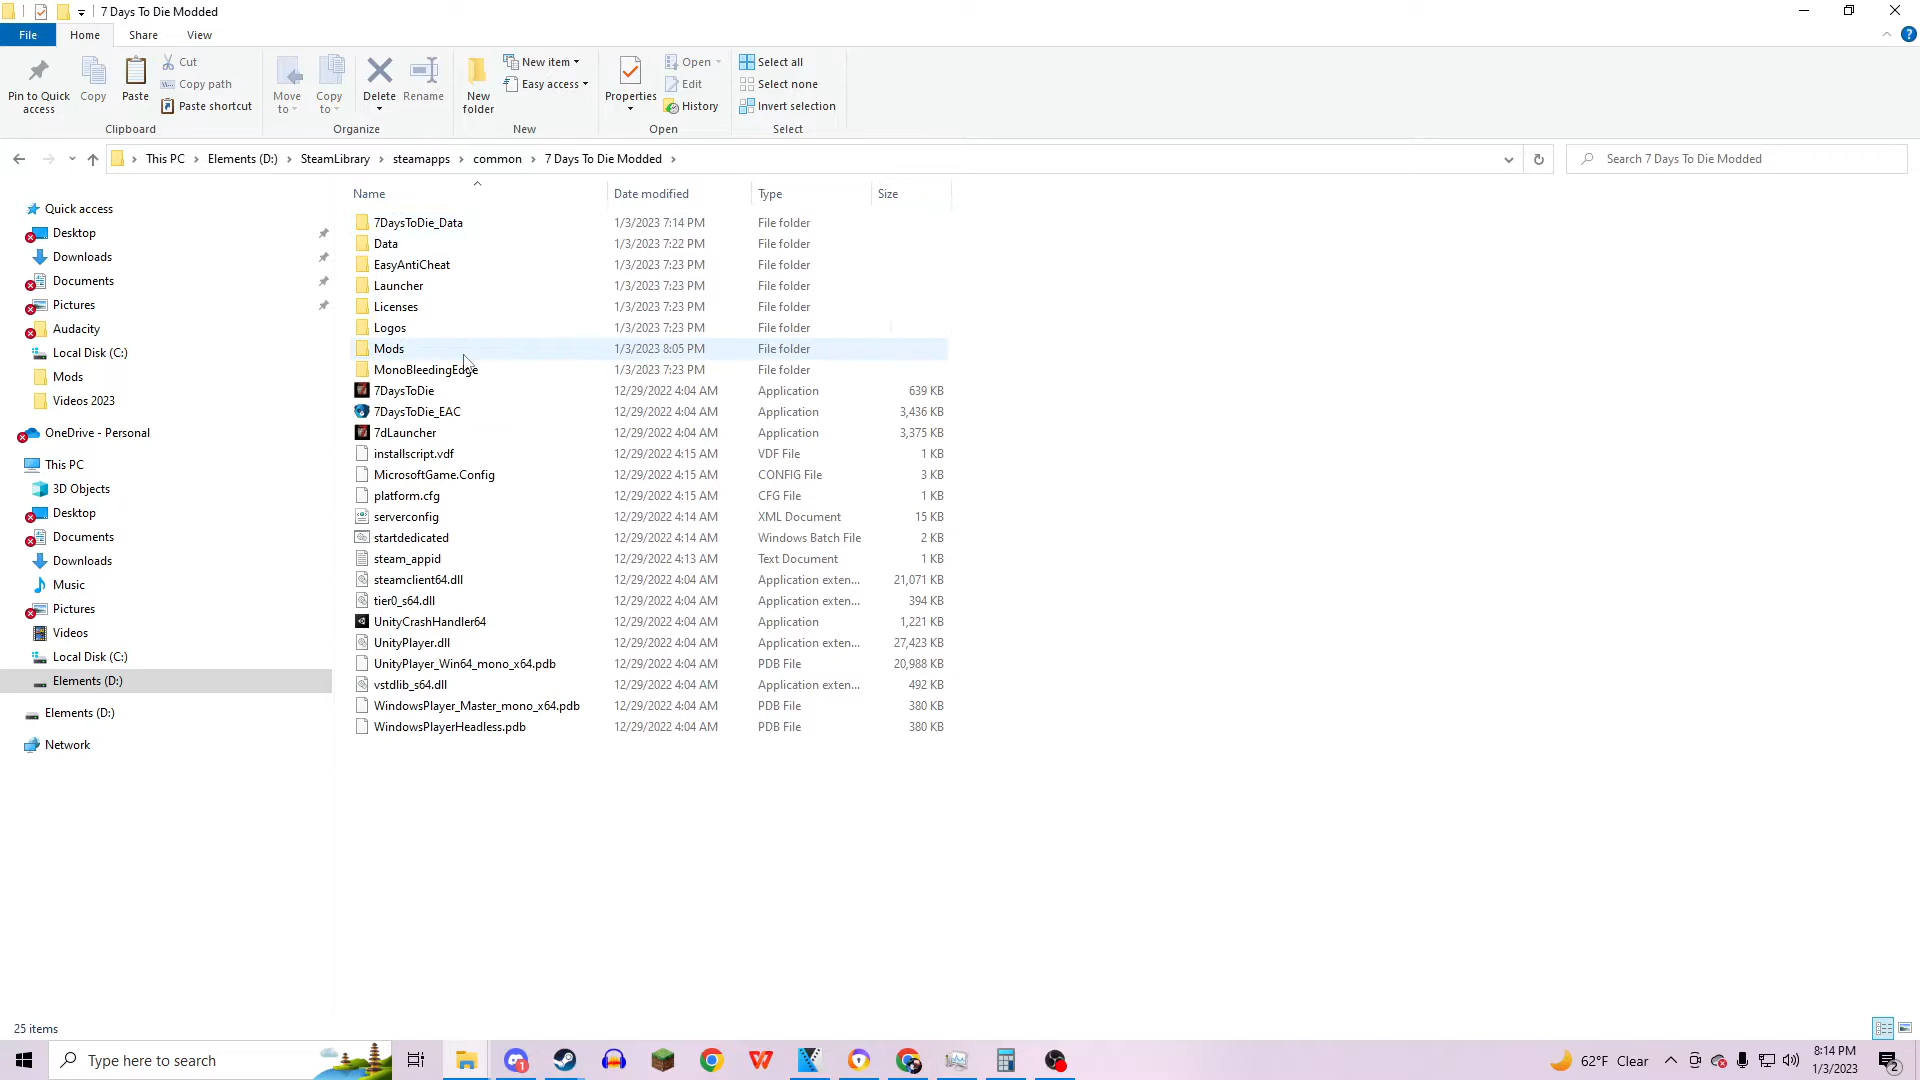 7 Days To Die Modded
File Home Share View
Pin to Quick access
Copy
Paste
Cut
Copy path
Paste shortcut
Clipboard
Move to
Copy to
Delete
Rename
Organize
New folder
New item
Easy access
New
Properties
Open
Edit
History
Open
Select all
Select none
Invert selection
Select
This PC > Elements (D:) > SteamLibrary > steamapps > common > 7 Days To Die Modded >
Search 7 Days To Die Modded
Quick access
Desktop
Downloads
Documents
Pictures
Audacity
Local Disk (C:)
Mods
Videos 2023
OneDrive - Personal
This PC
3D Objects
Desktop
Documents
Downloads
Music
Pictures
Videos
Local Disk (C:)
Elements (D:)
Elements (D:)
Network
Name Date modified Type Size
7DaysToDie_Data 1/3/2023 7:14 PM File folder
Data 1/3/2023 7:22 PM File folder
EasyAntiCheat 1/3/2023 7:23 PM File folder
Launcher 1/3/2023 7:23 PM File folder
Licenses 1/3/2023 7:23 PM File folder
Logos 1/3/2023 7:23 PM File folder
Mods 1/3/2023 8:05 PM File folder
MonoBleedingEdge 1/3/2023 7:23 PM File folder
7DaysToDie 12/29/2022 4:04 AM Application 639 KB
7DaysToDie_EAC 12/29/2022 4:04 AM Application 3,436 KB
7dLauncher 12/29/2022 4:04 AM Application 3,375 KB
installscript.vdf 12/29/2022 4:15 AM VDF File 1 KB
MicrosoftGame.Config 12/29/2022 4:15 AM CONFIG File 3 KB
platform.cfg 12/29/2022 4:15 AM CFG File 1 KB
serverconfig 12/29/2022 4:14 AM XML Document 15 KB
startdedicated 12/29/2022 4:14 AM Windows Batch File 2 KB
steam_appid 12/29/2022 4:13 AM Text Document 1 KB
steamclient64.dll 12/29/2022 4:04 AM Application exten... 21,071 KB
tier0_s64.dll 12/29/2022 4:04 AM Application exten... 394 KB
UnityCrashHandler64 12/29/2022 4:04 AM Application 1,221 KB
UnityPlayer.dll 12/29/2022 4:04 AM Application exten... 27,423 KB
UnityPlayer_Win64_mono_x64.pdb 12/29/2022 4:04 AM PDB File 20,988 KB
vstdlib_s64.dll 12/29/2022 4:04 AM Application exten... 492 KB
WindowsPlayer_Master_mono_x64.pdb 12/29/2022 4:04 AM PDB File 380 KB
WindowsPlayerHeadless.pdb 12/29/2022 4:04 AM PDB File 380 KB
25 items
Type here to search
62°F Clear
8:14 PM
1/3/2023
2